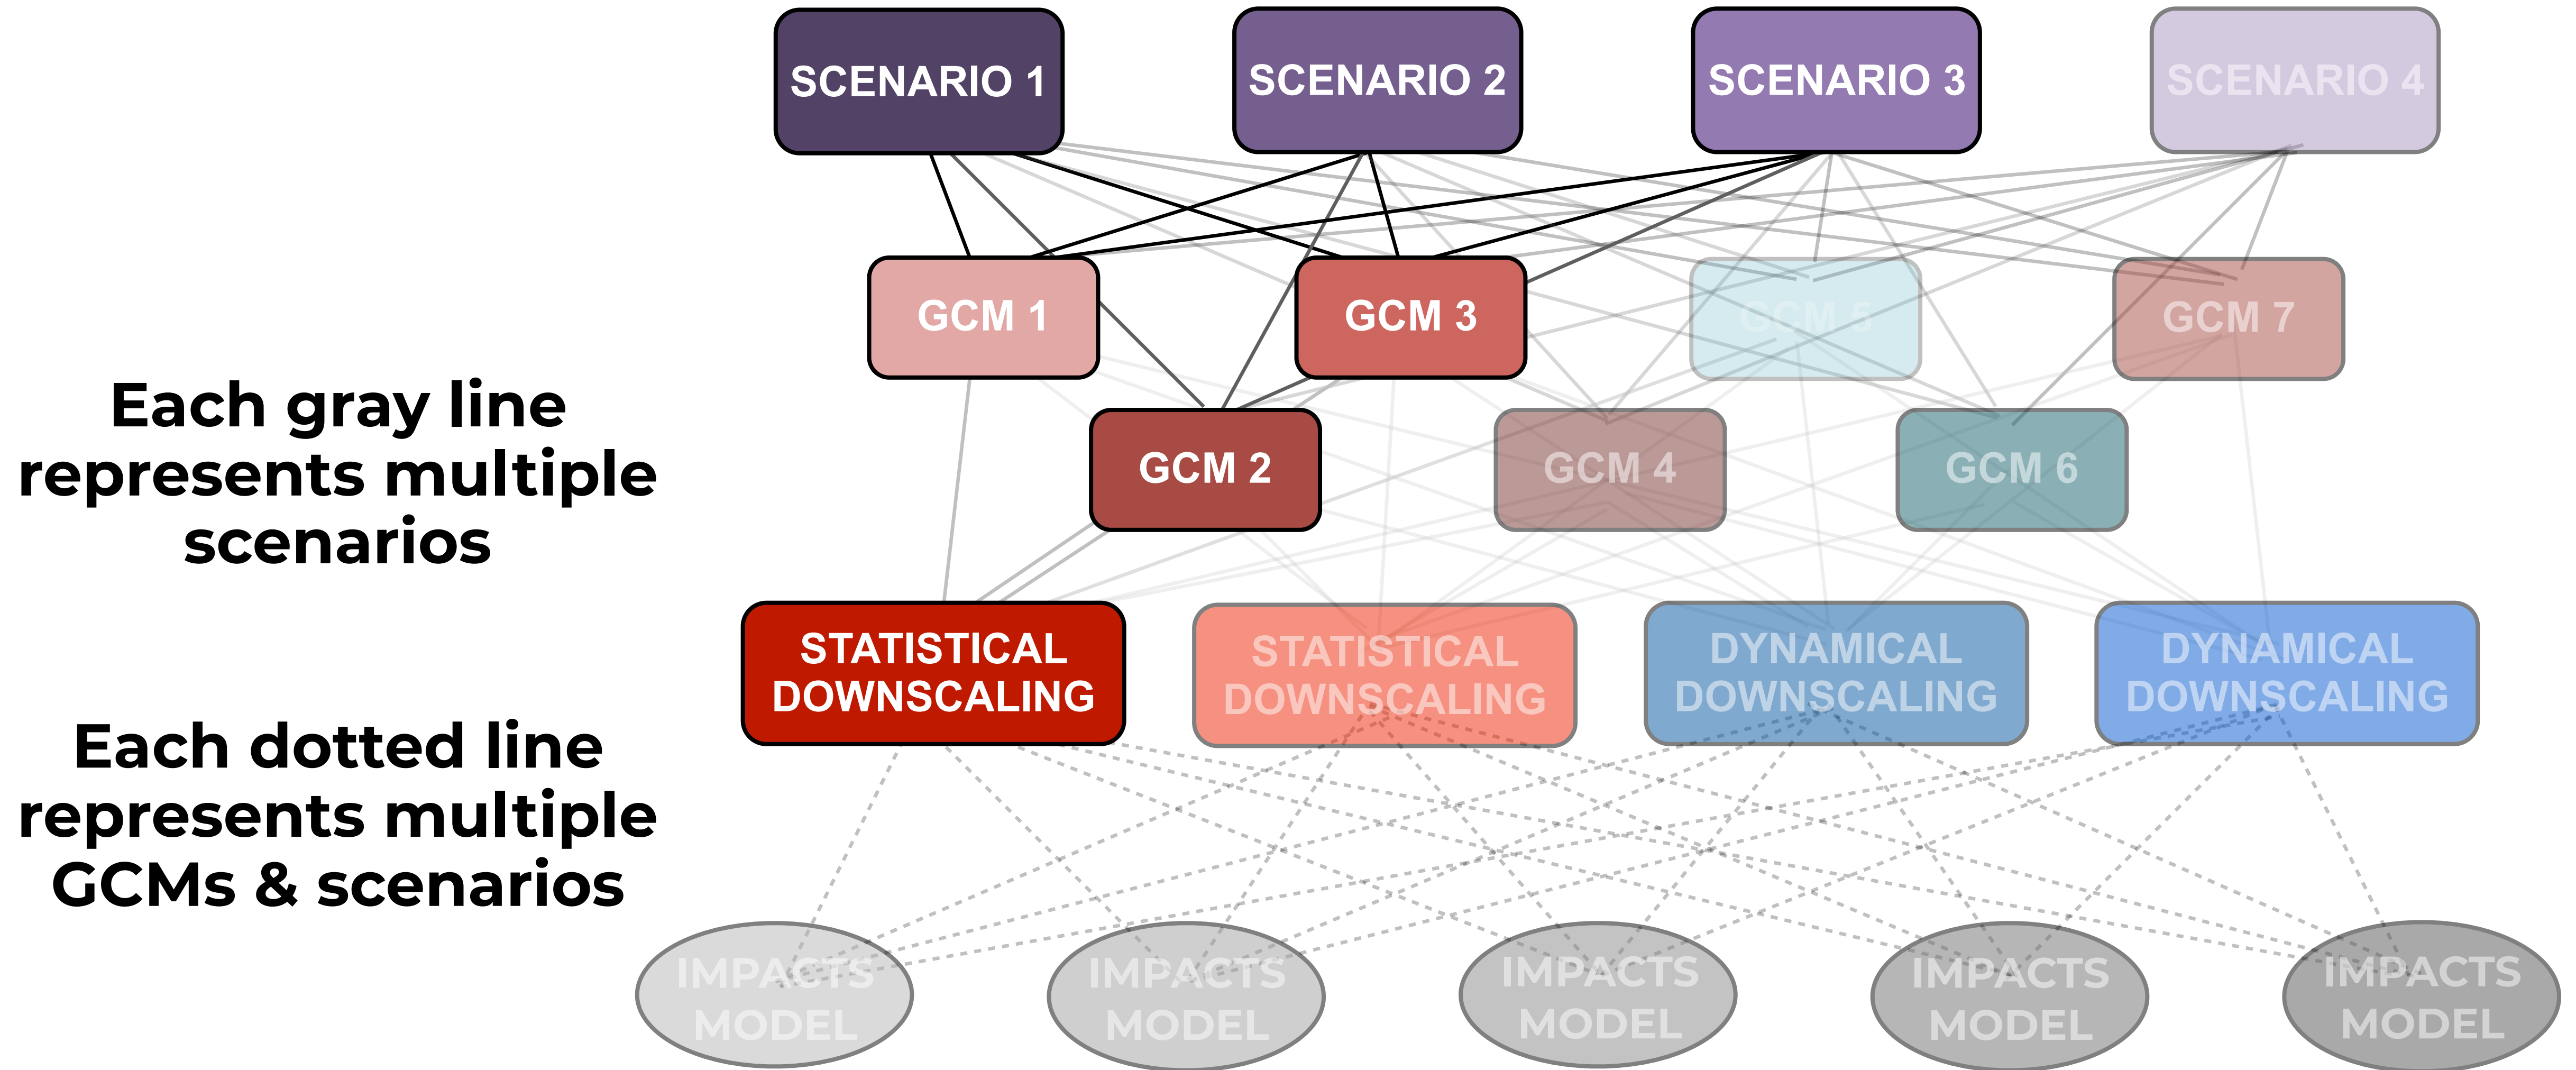 SCENARIO 1
SCENARIO 2
SCENARIO 3
SCENARIO 4
GCM 1
GCM 3
GCM 5
GCM 7
Each gray line
represents multiple
scenarios
GCM 2
GCM 4
GCM 6
STATISTICAL
DOWNSCALING
STATISTICAL
DOWNSCALING
DYNAMICAL
DOWNSCALING
DYNAMICAL
DOWNSCALING
Each dotted line
represents multiple
GCMs & scenarios
IMPACTS
MODEL
IMPACTS
MODEL
IMPACTS
MODEL
IMPACTS
MODEL
IMPACTS
MODEL